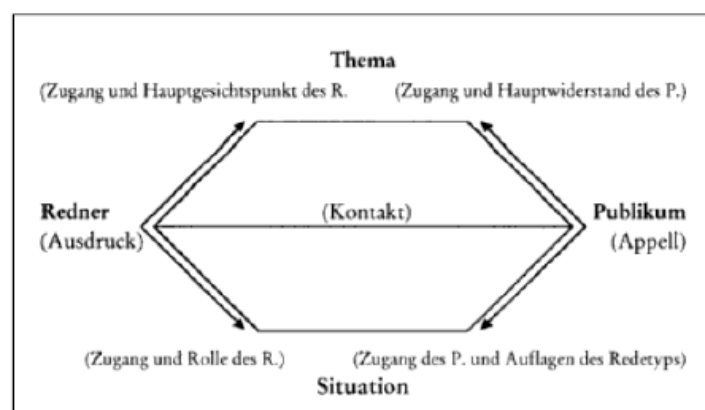 Thema
(Zugang und Hauptgesichtspunkt des R. (Zugang und Hauptwiderstand des P.)
Redner (Kontakt) Publikum
(Ausdruck) (Appell)
(Zugang und Rolle des R.) (Zugang des P. und Auflagen des Redetyps)
Situation